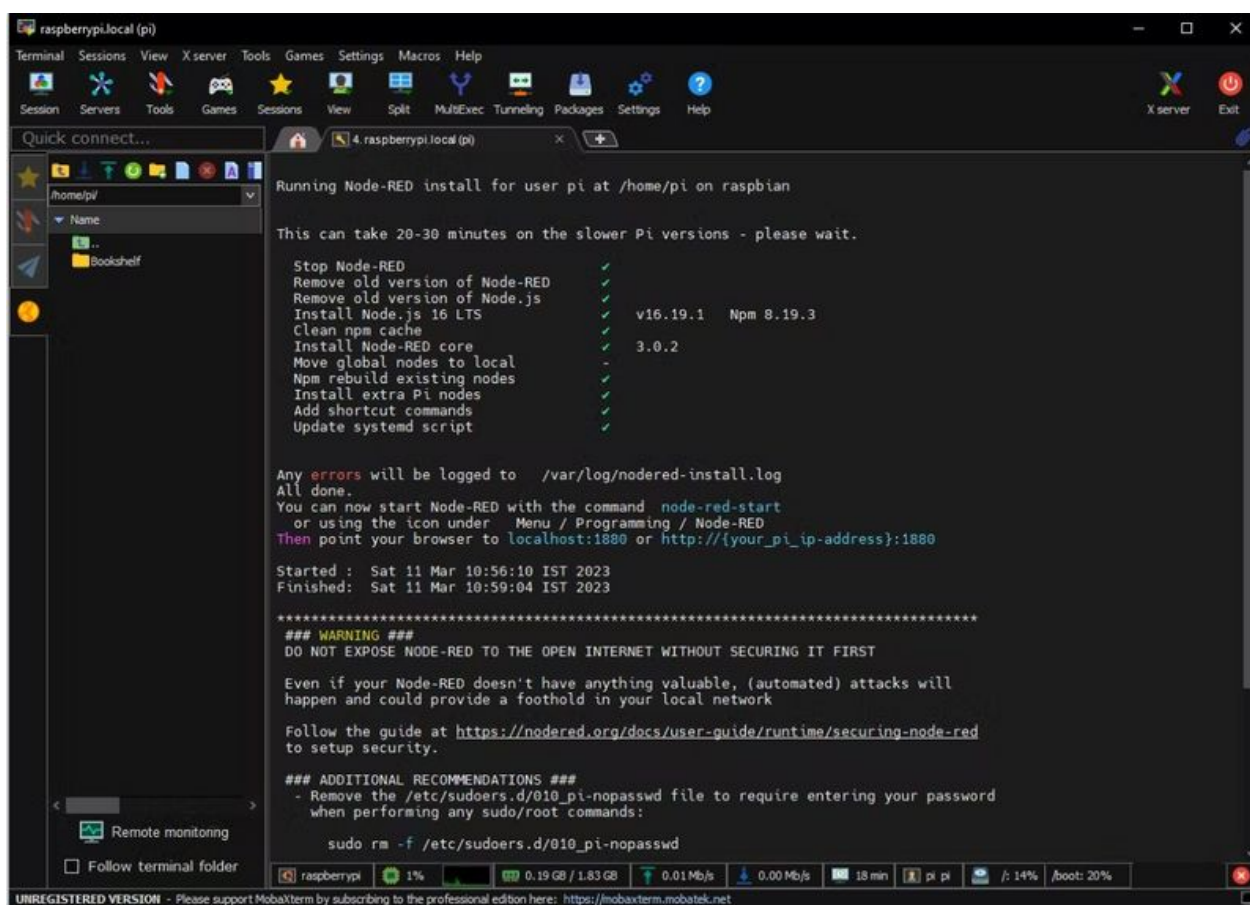 raspberrypi.local (pi)
Terminal Sessions View X server Tools Games Settings Macros Help
Session Servers Tools Games Sessions View Split MultiExec Tunneling Packages Settings Help X server Exit
Quick connect...
4. raspberrypi.local (pi)
/home/pi/
Name
..
Bookshelf
Running Node-RED install for user pi at /home/pi on raspbian
This can take 20-30 minutes on the slower Pi versions - please wait.
Stop Node-RED ✔
Remove old version of Node-RED ✔
Remove old version of Node.js ✔
Install Node.js 16 LTS ✔ v16.19.1 Npm 8.19.3
Clean npm cache ✔
Install Node-RED core ✔ 3.0.2
Move global nodes to local -
Npm rebuild existing nodes ✔
Install extra Pi nodes ✔
Add shortcut commands ✔
Update systemd script ✔
Any errors will be logged to /var/log/nodered-install.log
All done.
You can now start Node-RED with the command node-red-start
or using the icon under Menu / Programming / Node-RED
Then point your browser to localhost:1880 or http://{your_pi_ip-address}:1880
Started : Sat 11 Mar 10:56:10 IST 2023
Finished: Sat 11 Mar 10:59:04 IST 2023
**********************************************************************************
### WARNING ###
DO NOT EXPOSE NODE-RED TO THE OPEN INTERNET WITHOUT SECURING IT FIRST
Even if your Node-RED doesn't have anything valuable, (automated) attacks will
happen and could provide a foothold in your local network
Follow the guide at https://nodered.org/docs/user-guide/runtime/securing-node-red
to setup security.
### ADDITIONAL RECOMMENDATIONS ###
- Remove the /etc/sudoers.d/010_pi-nopasswd file to require entering your password
when performing any sudo/root commands:
sudo rm -f /etc/sudoers.d/010_pi-nopasswd
Remote monitoring
Follow terminal folder
raspberrypi 1% 0.19 GB / 1.83 GB 0.01 Mb/s 0.00 Mb/s 18 min pi pi /: 14% /boot: 20%
UNREGISTERED VERSION - Please support MobaXterm by subscribing to the professional edition here: https://mobaxterm.mobatek.net